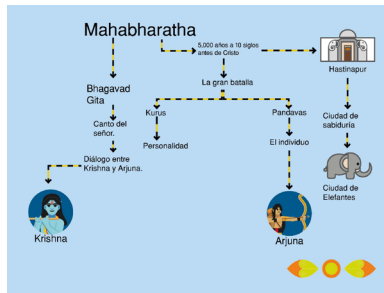 Mahabharatha
5,000 años a 10 siglos
antes de Cristo
Hastinapur
La gran batalla
Bhagavad
Gita
Kurus
Pandavas
Canto del
señor.
Ciudad de
sabiduría
Personalidad
El individuo
Diálogo entre
Krishna y Arjuna.
Ciudad de
Elefantes
Krishna
Arjuna